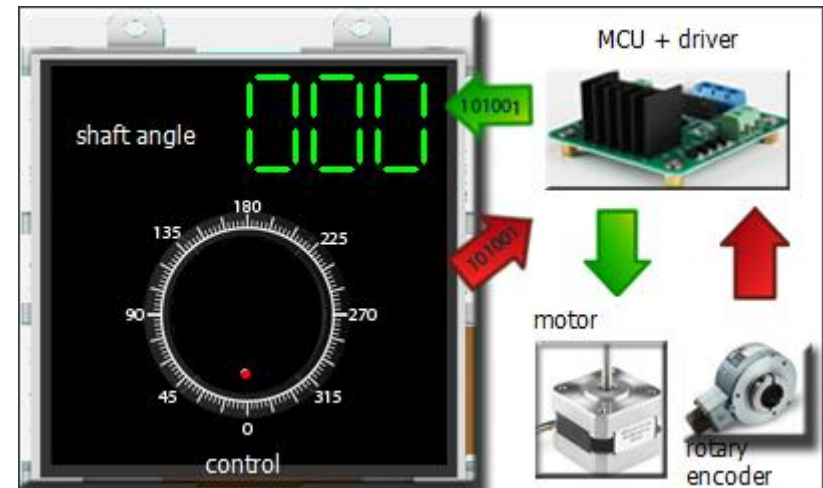 MCU + driver
000
101001
shaft angle
180
135
225
101001
90
270
motor
45
315
0
rotary
control
encoder